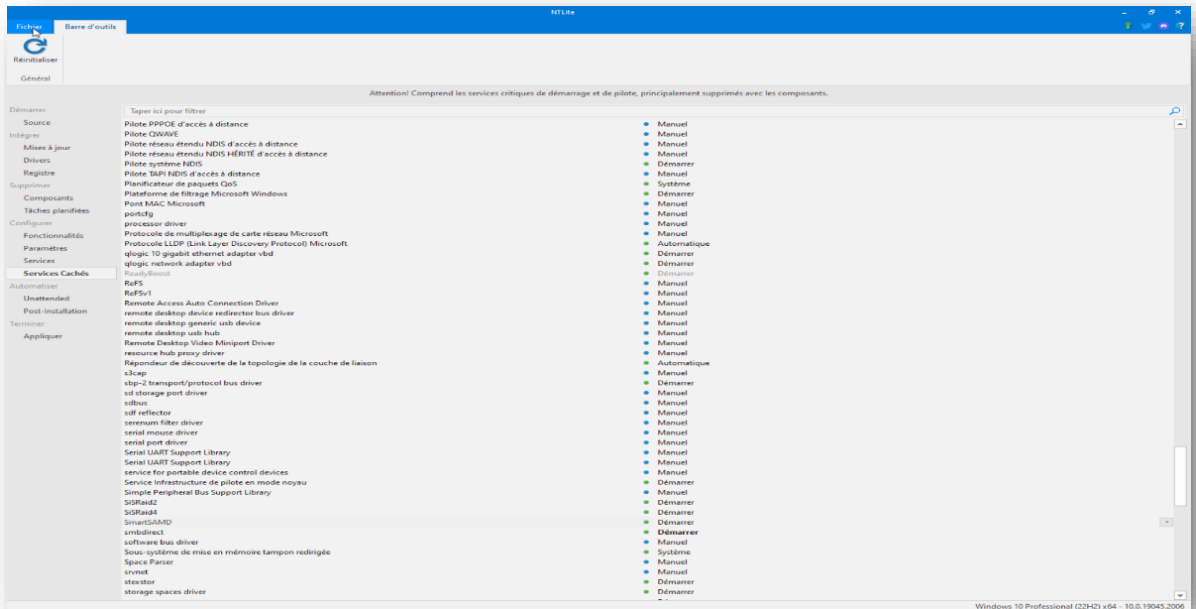 NTLite
Fichier Barre d'outils
Réinitialiser
Général
Attention! Comprend les services critiques de démarrage et de pilote, principalement supprimés avec les composants.
Démarrer
Source
Intégrer
Mises à jour
Drivers
Registre
Supprimer
Composants
Tâches planifiées
Configurer
Fonctionnalités
Paramètres
Services
Services Cachés
Automatiser
Unattended
Post-Installation
Terminer
Appliquer
Taper ici pour filtrer
Pilote PPPOE d'accès à distance Manuel
Pilote QWAVE Manuel
Pilote réseau étendu NDIS d'accès à distance Manuel
Pilote réseau étendu NDIS HÉRITÉ d'accès à distance Manuel
Pilote système NDIS Démarrer
Pilote TAPI NDIS d'accès à distance Manuel
Planificateur de paquets QoS Système
Plateforme de filtrage Microsoft Windows Démarrer
Pont MAC Microsoft Manuel
portcfg Manuel
processor driver Manuel
Protocole de multiplexage de carte réseau Microsoft Manuel
Protocole LLDP (Link Layer Discovery Protocol) Microsoft Automatique
qlogic 10 gigabit ethernet adapter vbd Démarrer
qlogic network adapter vbd Démarrer
ReadyBoost Démarrer
ReFS Manuel
ReFSv1 Manuel
Remote Access Auto Connection Driver Manuel
remote desktop device redirector bus driver Manuel
remote desktop generic usb device Manuel
remote desktop usb hub Manuel
Remote Desktop Video Miniport Driver Manuel
resource hub proxy driver Manuel
Répondeur de découverte de la topologie de la couche de liaison Automatique
s3cap Manuel
sbp-2 transport/protocol bus driver Démarrer
sd storage port driver Manuel
sdbus Manuel
sdf reflector Manuel
serenum filter driver Manuel
serial mouse driver Manuel
serial port driver Manuel
Serial UART Support Library Manuel
Serial UART Support Library Manuel
service for portable device control devices Manuel
Service Infrastructure de pilote en mode noyau Démarrer
Simple Peripheral Bus Support Library Manuel
SiSRaid2 Démarrer
SiSRaid4 Démarrer
SmartSAMD Démarrer
smbdirect Démarrer
software bus driver Manuel
Sous-système de mise en mémoire tampon redirigée Système
Space Parser Manuel
srvnet Manuel
stexstor Démarrer
storage spaces driver Démarrer
Windows 10 Professional (22H2) x64 - 10.0.19045.2006